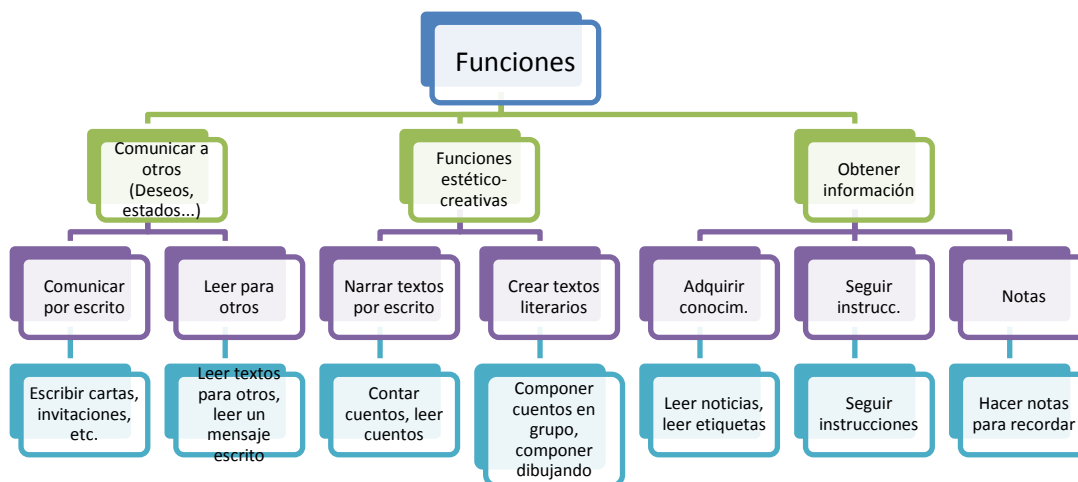 Funciones
Comunicar a
otros
(Deseos,
estados...)
Funciones
estético-
creativas
Obtener
información
Comunicar
por escrito
Leer para
otros
Narrar textos
por escrito
Crear textos
literarios
Adquirir
conocim.
Seguir
instrucc.
Notas
Escribir cartas,
invitaciones,
etc.
Leer textos
para otros,
leer un
mensaje
escrito
Contar
cuentos, leer
cuentos
Componer
cuentos en
grupo,
componer
dibujando
Leer noticias,
leer etiquetas
Seguir
instrucciones
Hacer notas
para recordar